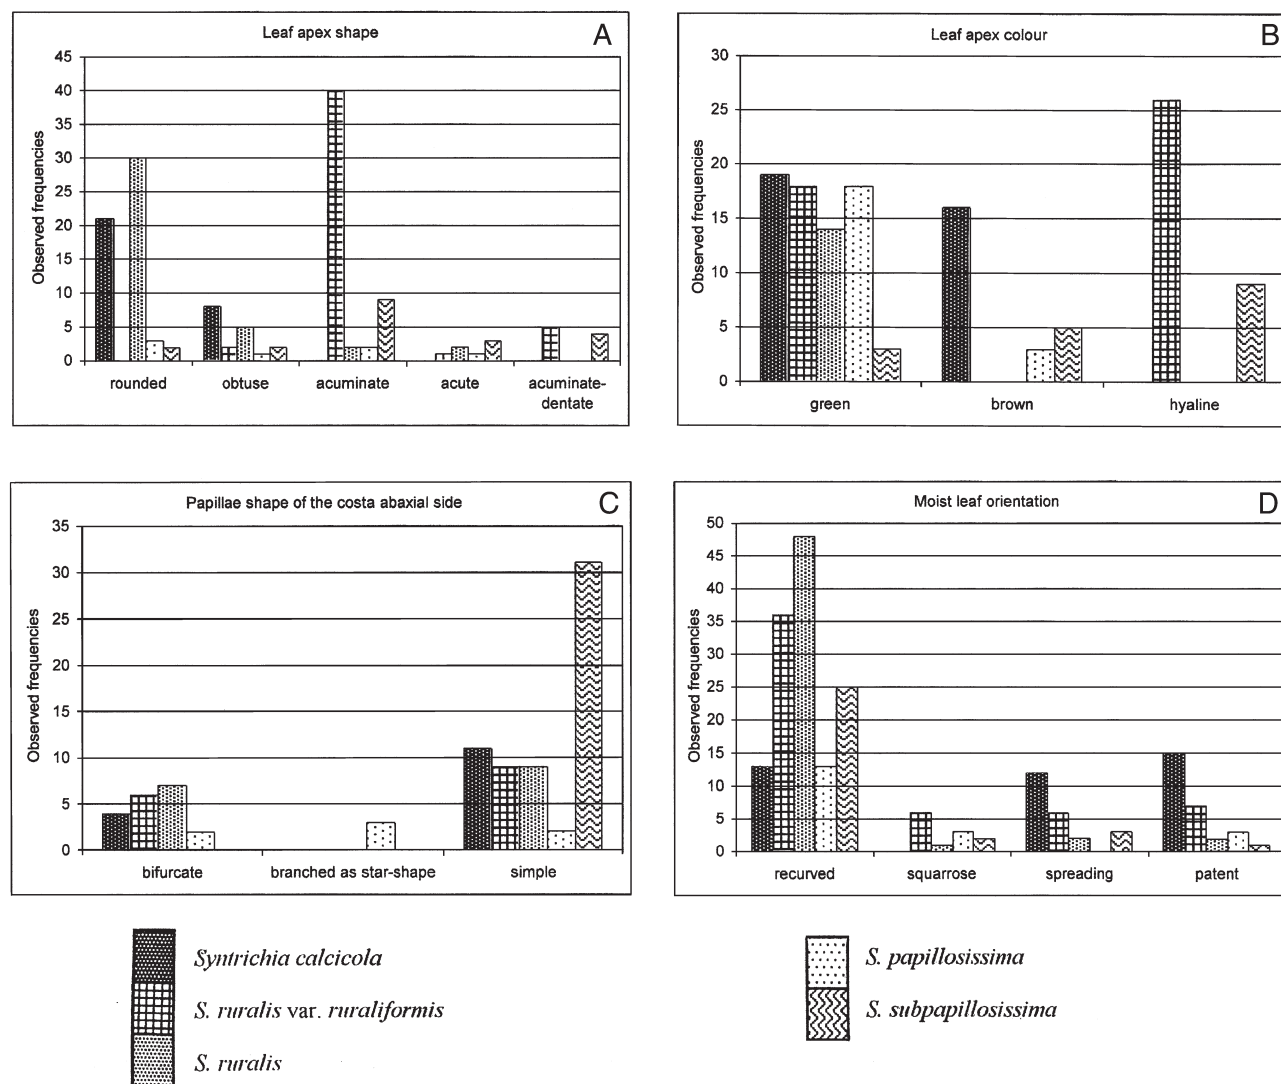 Leaf apex shape
A
Observed frequencies
45
40
35
30
25
20
15
10
5
0
rounded
obtuse
acuminate
acute
acuminate-
dentate
Leaf apex colour
B
Observed frequencies
30
25
20
15
10
5
0
green
brown
hyaline
Papillae shape of the costa abaxial side
C
Observed frequencies
35
30
25
20
15
10
5
0
bifurcate
branched as star-shape
simple
Moist leaf orientation
D
Observed frequencies
50
45
40
35
30
25
20
15
10
5
0
recurved
squarrose
spreading
patent
Syntrichia calcicola
S. ruralis var. ruraliformis
S. ruralis
S. papillosissima
S. subpapillosissima